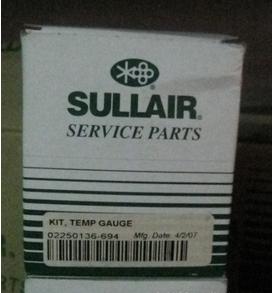 SULLAIR®
SERVICE PARTS
KIT, TEMP GAUGE
02250136-694 Mfg. Date: 4/2/07